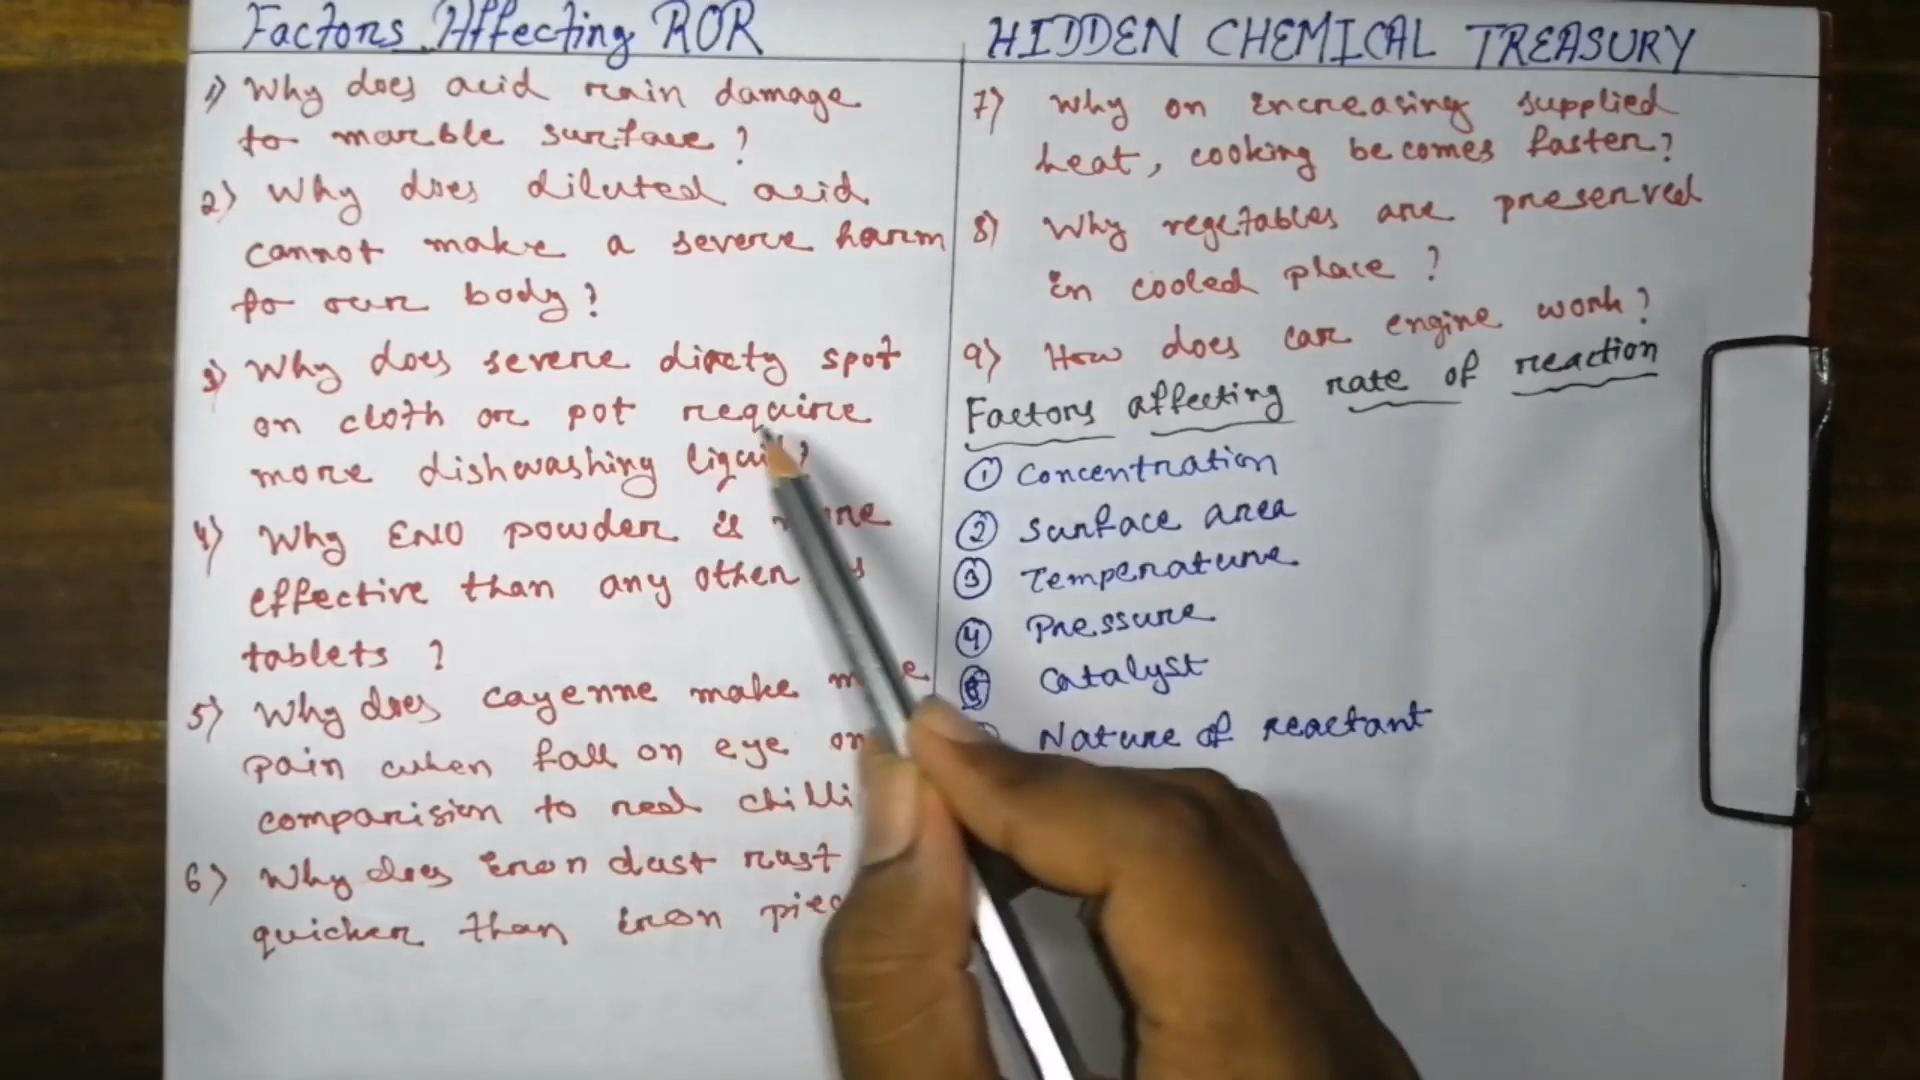 Factors Affecting ROR
1) Why does acid rain damage
to marble surface?
2) Why does diluted acid
cannot make a severe harm
to our body?
3) Why does severe dirty spot
on cloth or pot require
more dishwashing
4) Why ENO powder is
effective than any other
tablets?
5) Why does cayenne make
pain when fall on eye
comparision to red chilli
6) Why does iron dust rust
quicker than iron
HIDDEN CHEMICAL TREASURY
7) Why on increasing supplied
heat, cooking becomes faster?
8) Why vegetables are preserved
in cooled place?
9) How does car engine work?
Factors affecting rate of reaction
① Concentration
② Surface area
③ Temperature
④ Pressure
⑤ Catalyst
Nature of reactant